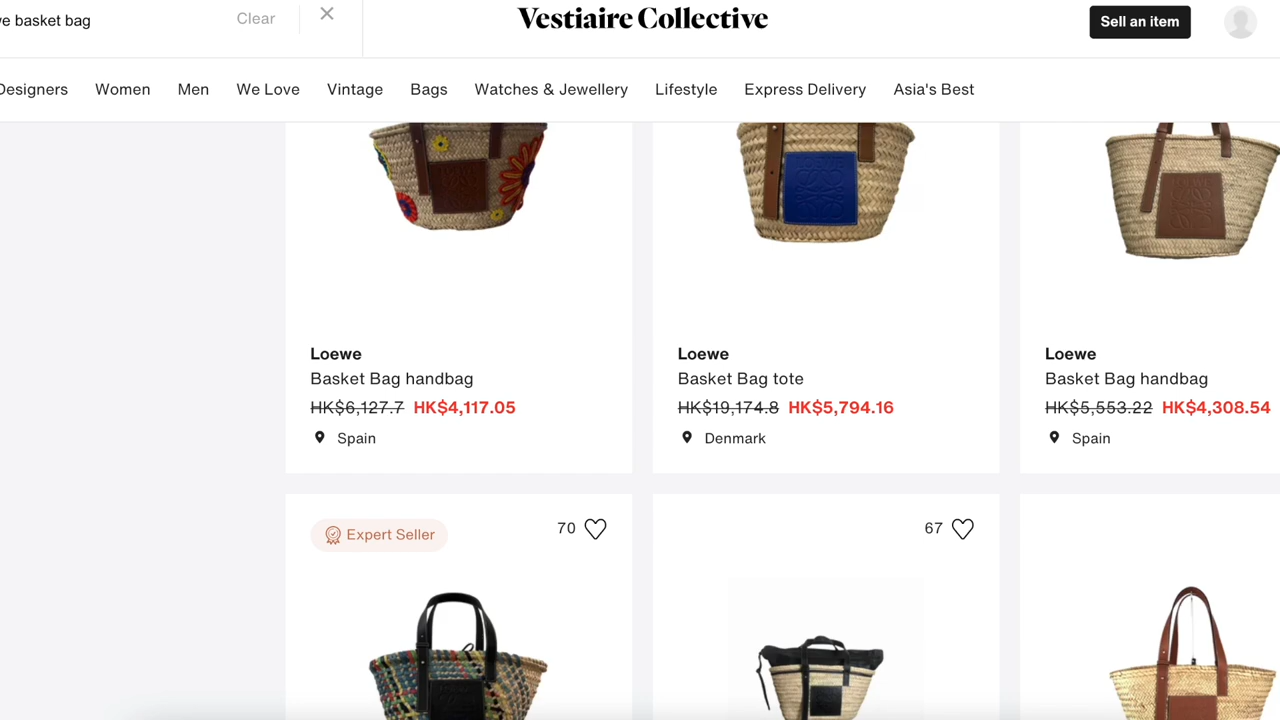 we basket bag
Clear
Vestiaire Collective
Sell an item
Designers Women Men We Love Vintage Bags Watches & Jewellery Lifestyle Express Delivery Asia's Best
Loewe
Basket Bag handbag
HK$6,127.7 HK$4,117.05
Spain
Loewe
Basket Bag tote
HK$19,174.8 HK$5,794.16
Denmark
Loewe
Basket Bag handbag
HK$5,553.22 HK$4,308.54
Spain
Expert Seller
70
67